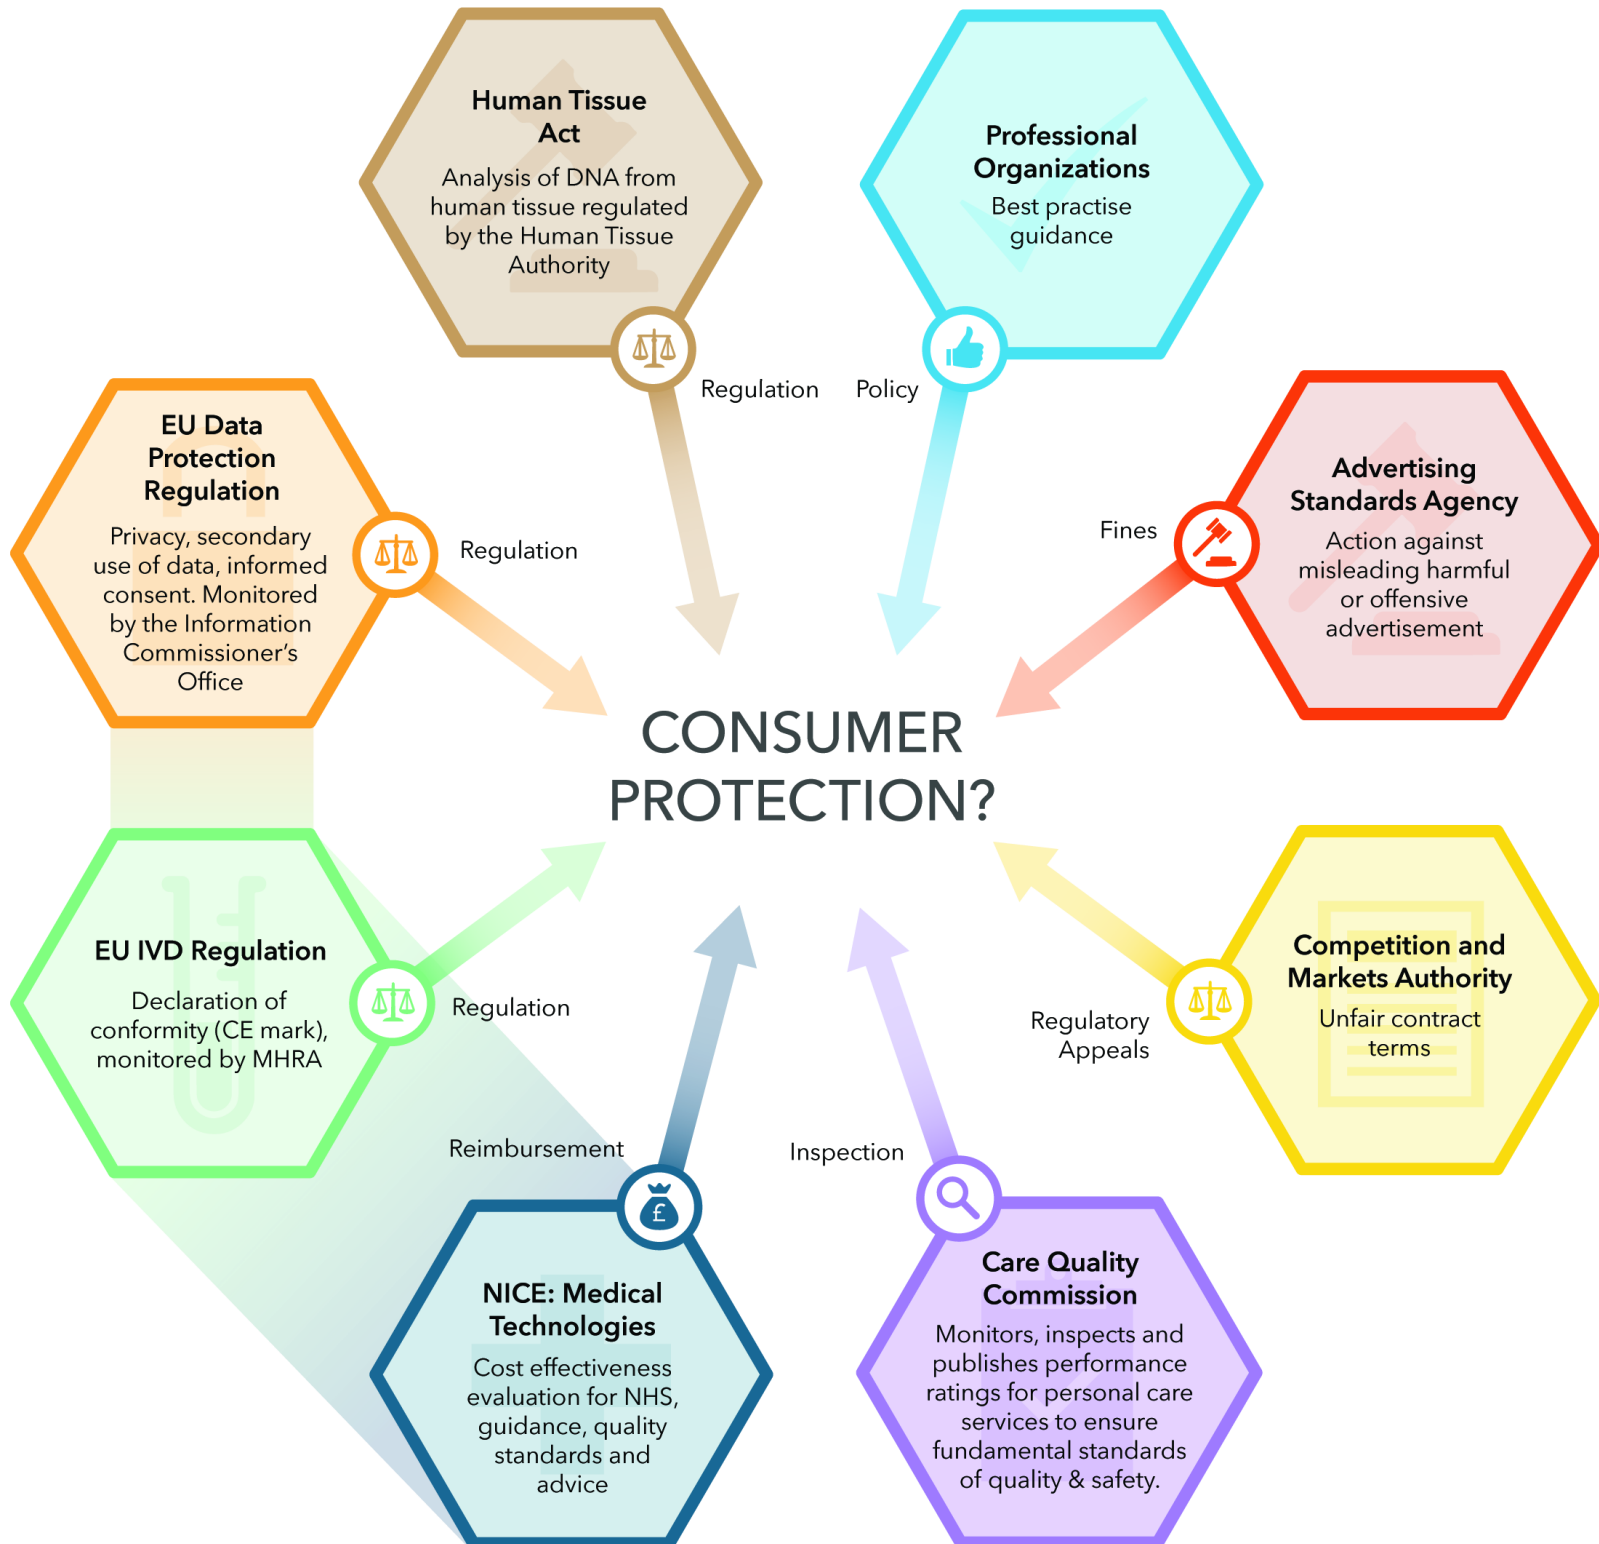 Human Tissue
Act
Analysis of DNA from
human tissue regulated
by the Human Tissue
Authority
Regulation
Professional
Organizations
Best practise
guidance
Policy
EU Data
Protection
Regulation
Privacy, secondary
use of data, informed
consent. Monitored
by the Information
Commissioner’s
Office
Regulation
Advertising
Standards Agency
Action against
misleading harmful
or offensive
advertisement
Fines
CONSUMER
PROTECTION?
EU IVD Regulation
Declaration of
conformity (CE mark),
monitored by MHRA
Regulation
Competition and
Markets Authority
Unfair contract
terms
Regulatory
Appeals
Reimbursement
£
NICE: Medical
Technologies
Cost effectiveness
evaluation for NHS,
guidance, quality
standards and
advice
Inspection
Care Quality
Commission
Monitors, inspects and
publishes performance
ratings for personal care
services to ensure
fundamental standards
of quality & safety.